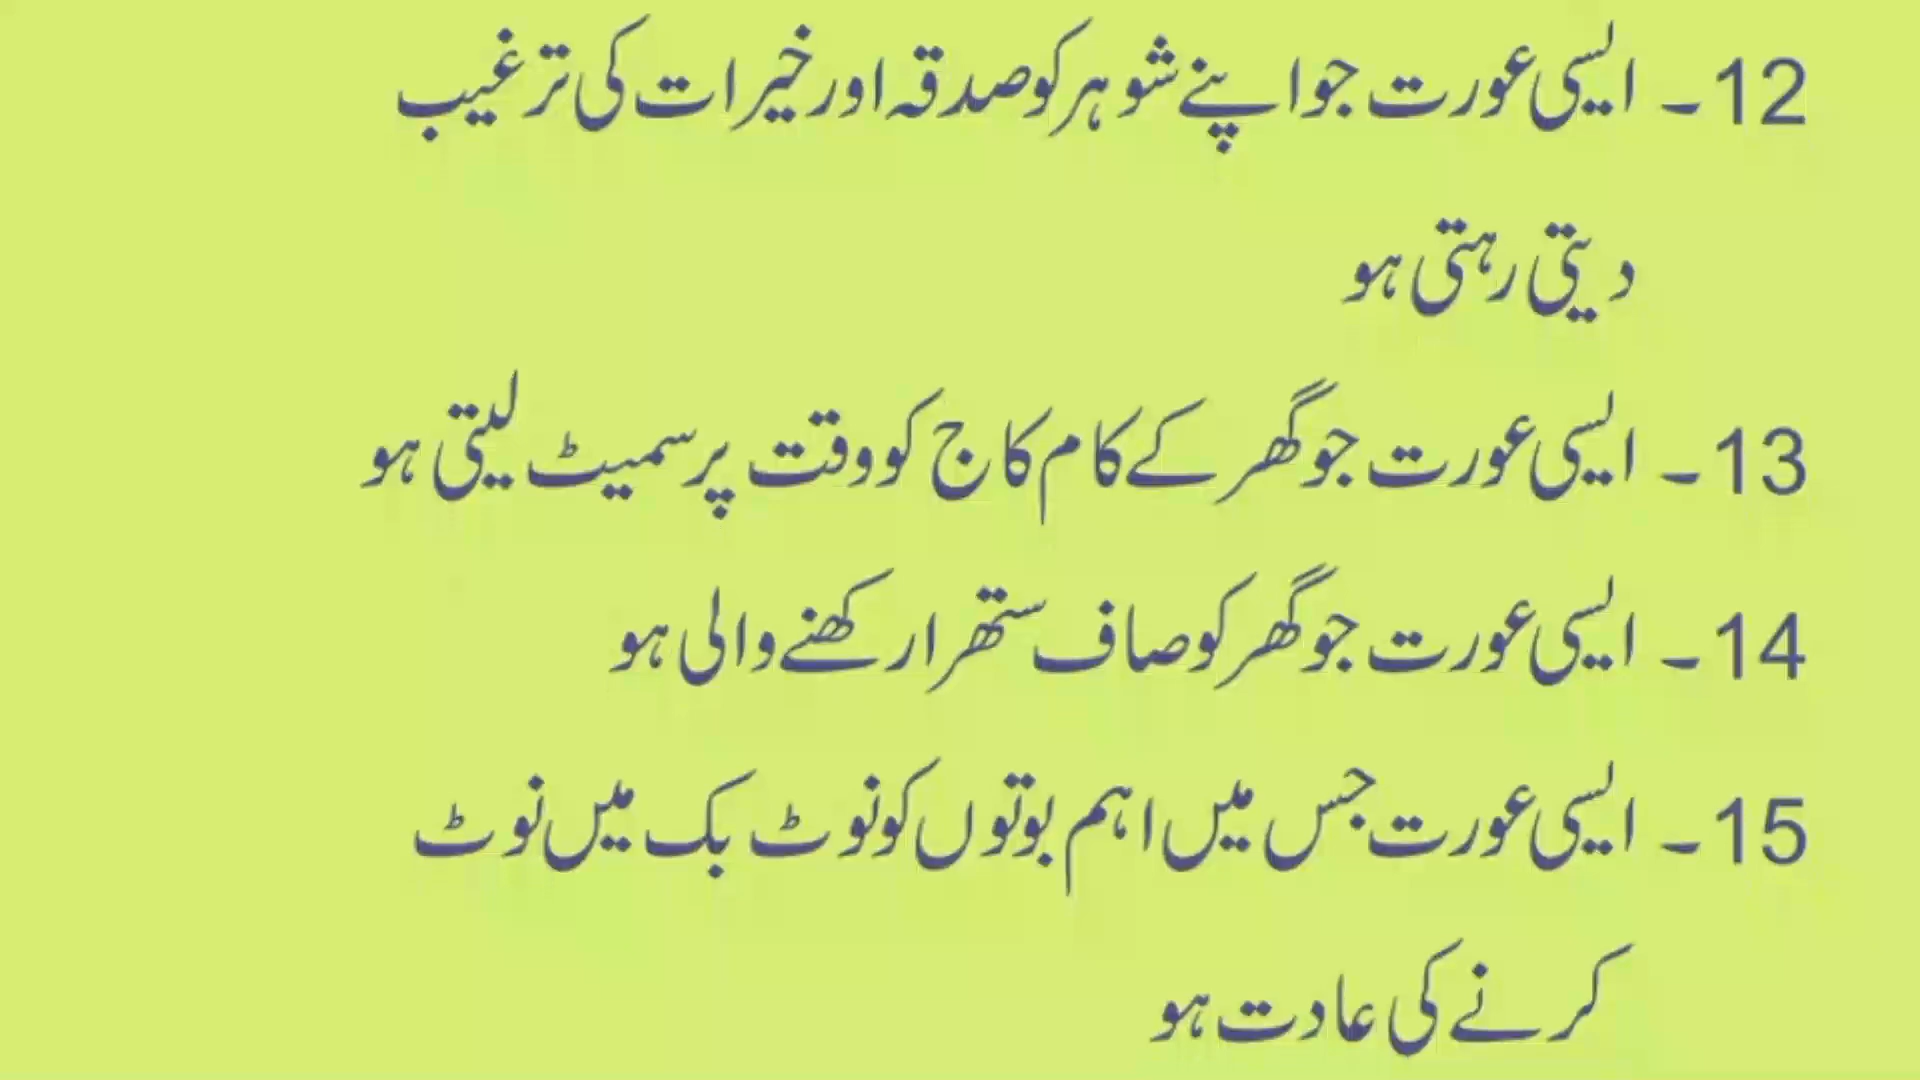 12۔ ایسی عورت جو اپنے شوہر کو صدقہ اور خیرات کی ترغیب
دیتی رہتی ہو
13۔ ایسی عورت جو گھر کے کام کاج کو وقت پر سمیٹ لیتی ہو
14۔ ایسی عورت جو گھر کو صاف ستھرا رکھنے والی ہو
15۔ ایسی عورت جس میں اہم بوتوں کو نوٹ بک میں نوٹ
کرنے کی عادت ہو